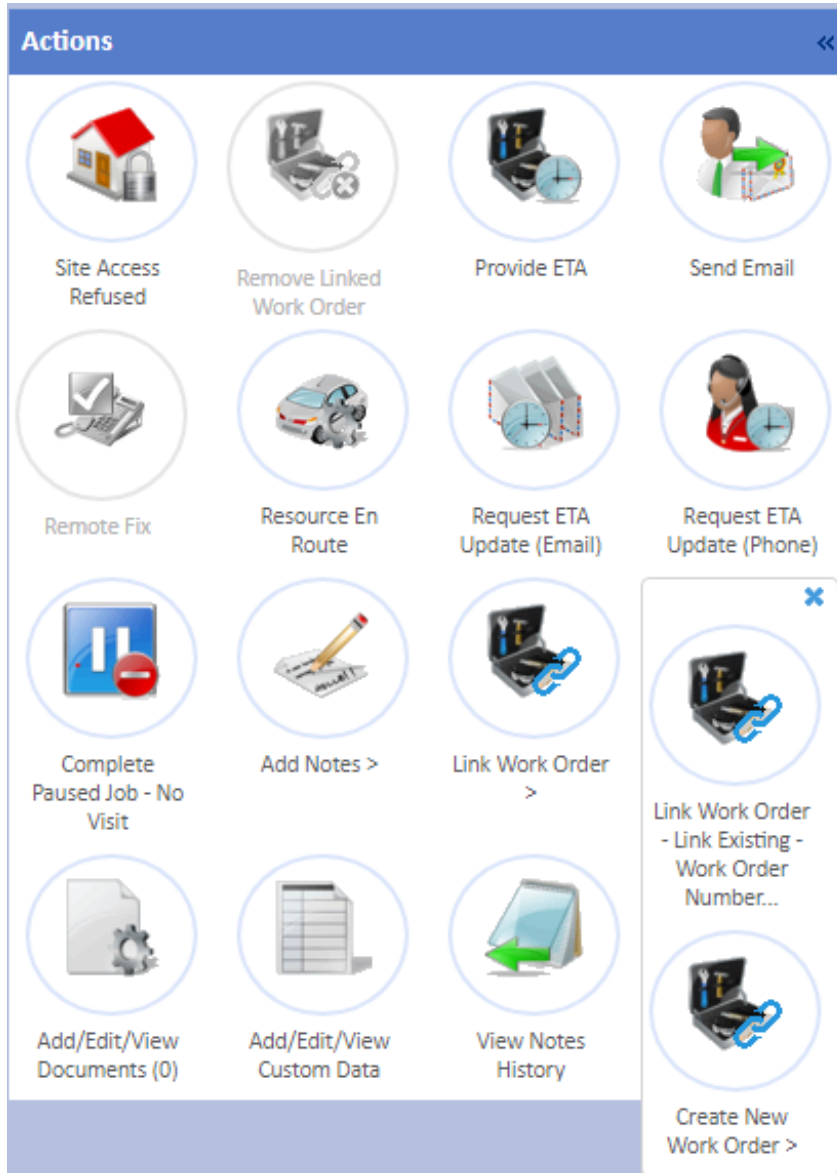 Actions
Site Access
Refused
Remove Linked
Work Order
Provide ETA
Send Email
Remote Fix
Resource En
Route
Request ETA
Update (Email)
Request ETA
Update (Phone)
Complete
Paused Job - No
Visit
Add Notes >
Link Work Order
>
Link Work Order
- Link Existing -
Work Order
Number...
Add/Edit/View
Documents (0)
Add/Edit/View
Custom Data
View Notes
History
Create New
Work Order >